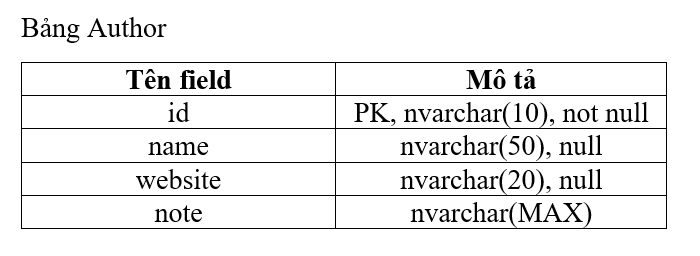 Bảng Author
Tên field Mô tả
id PK, nvarchar(10), not null
name nvarchar(50), null
website nvarchar(20), null
note nvarchar(MAX)